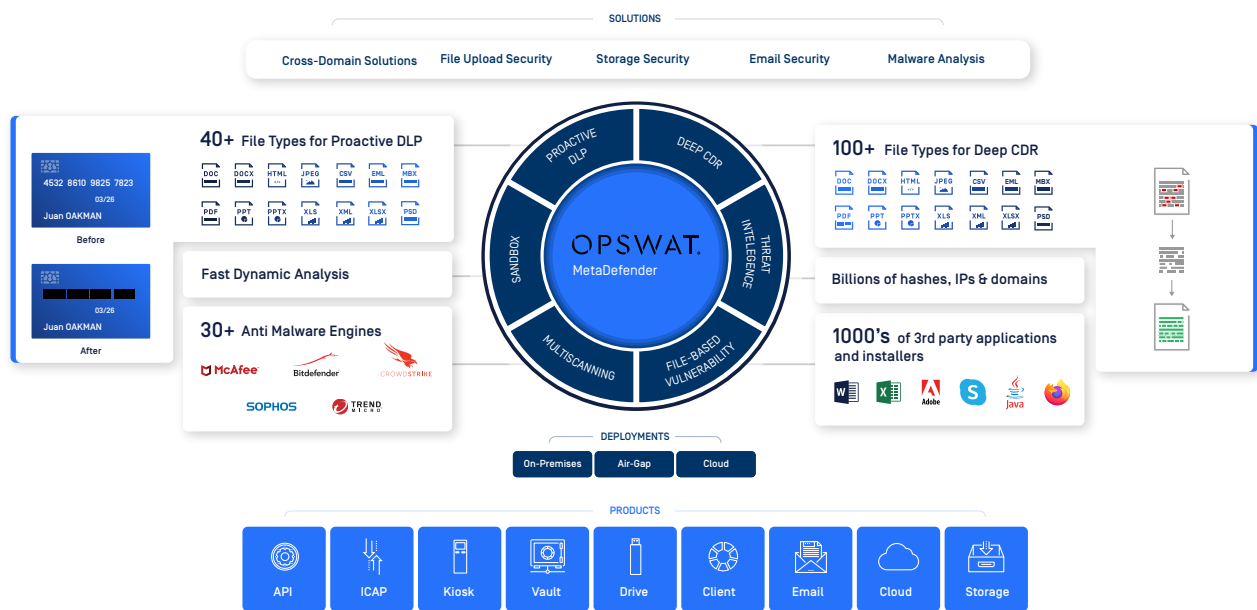 SOLUTIONS
Cross-Domain Solutions
File Upload Security
Storage Security
Email Security
Malware Analysis
4532 8610 9825 7823
03/26
Juan OAKMAN
Before
03/26
Juan OAKMAN
After
40+ File Types for Proactive DLP
DOC DOCX HTML JPEG CSV EML MBX
PDF PPT PPTX XLS XML XLSX PSD
Fast Dynamic Analysis
30+ Anti Malware Engines
McAfee
Bitdefender
CROWDSTRIKE
SOPHOS
TREND
MICRO
PROACTIVE
DLP
DEEP CDR
SANDBOX
THREAT
INTELEGENCE
MULTISCANNING
FILE-BASED
VULNERABILITY
OPSWAT.
MetaDefender
100+ File Types for Deep CDR
DOC DOCX HTML JPEG CSV EML MBX
PDF PPT PPTX XLS XML XLSX PSD
Billions of hashes, IPs & domains
1000's of 3rd party applications
and installers
W
X
Adobe
S
Java
DEPLOYMENTS
On-Premises
Air-Gap
Cloud
PRODUCTS
API
ICAP
Kiosk
Vault
Drive
Client
Email
Cloud
Storage